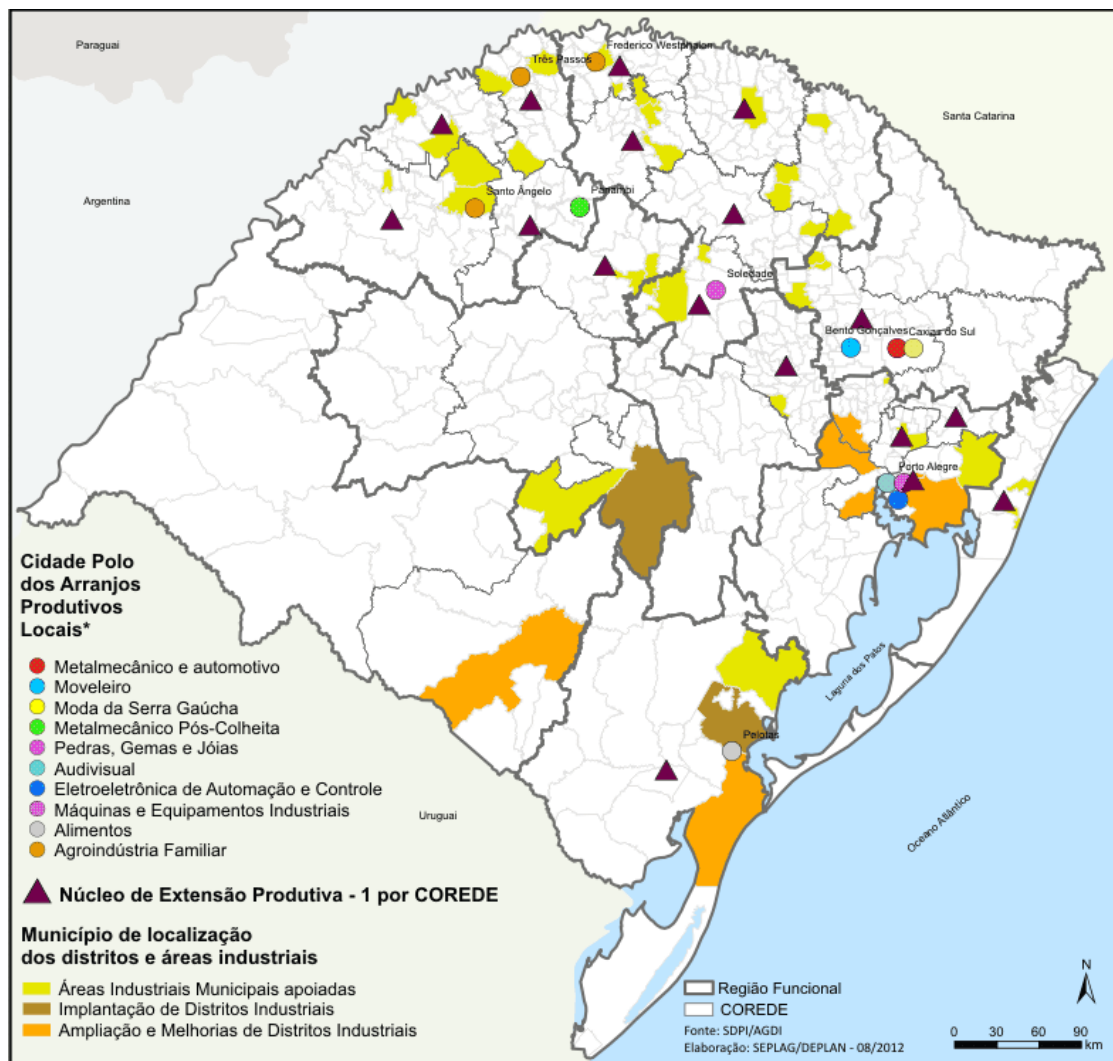 Paraguai
Frederico Westphalen
Três Passos
Santa Catarina
Argentina
Santo Ângelo
Panambi
Soledade
Bento Gonçalves
Caxias do Sul
Porto Alegre
Laguna dos Patos
Pelotas
Uruguai
Oceano Atlântico
Cidade Polo
dos Arranjos
Produtivos
Locais*
Metalmecânico e automotivo
Moveleiro
Moda da Serra Gaúcha
Metalmecânico Pós-Colheita
Pedras, Gemas e Jóias
Audivisual
Eletroeletrônica de Automação e Controle
Máquinas e Equipamentos Industriais
Alimentos
Agroindústria Familiar
Núcleo de Extensão Produtiva - 1 por COREDE
Município de localização
dos distritos e áreas industriais
Áreas Industriais Municipais apoiadas
Implantação de Distritos Industriais
Ampliação e Melhorias de Distritos Industriais
Região Funcional
COREDE
Fonte: SDPI/AGDI
Elaboração: SEPLAG/DEPLAN - 08/2012
N
0 30 60 90
km